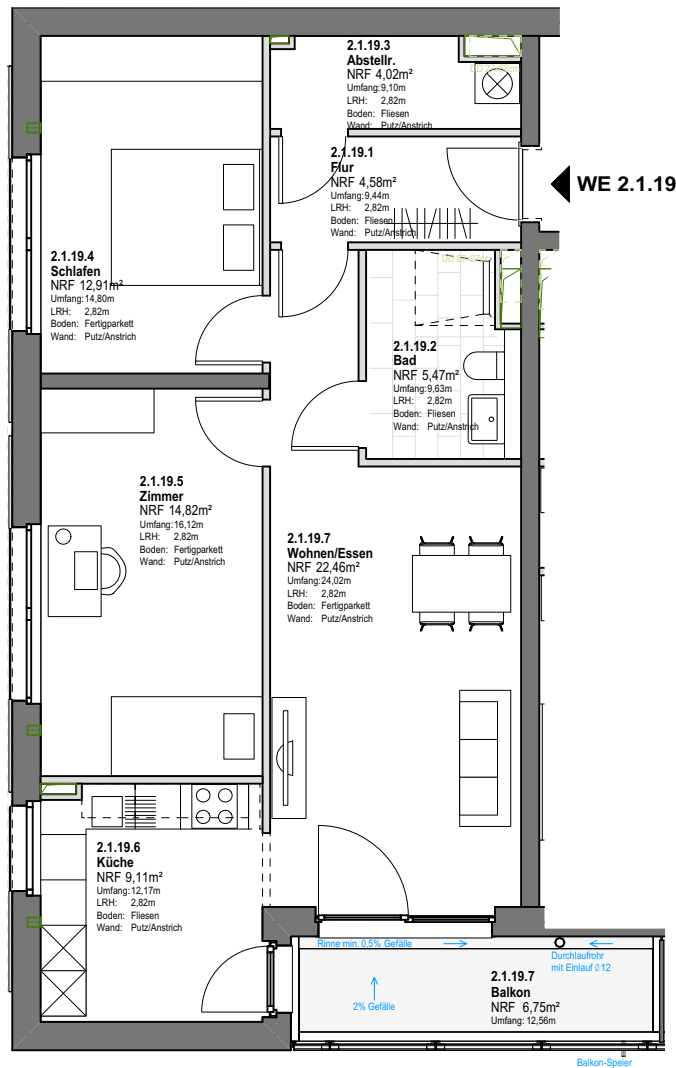 2.1.19.3
Abstellr.
NRF 4,02m²
Umfang:9,10m
LRH: 2,82m
Boden: Fliesen
Wand: Putz/Anstrich
2.1.19.1
Flur
NRF 4,58m²
Umfang:9,44m
LRH: 2,82m
Boden: Fliesen
Wand: Putz/Anstrich
WE 2.1.19
2.1.19.4
Schlafen
NRF 12,91m²
Umfang:14,80m
LRH: 2,82m
Boden: Fertigparkett
Wand: Putz/Anstrich
2.1.19.2
Bad
NRF 5,47m²
Umfang:9,63m
LRH: 2,82m
Boden: Fliesen
Wand: Putz/Anstrich
2.1.19.5
Zimmer
NRF 14,82m²
Umfang:16,12m
LRH: 2,82m
Boden: Fertigparkett
Wand: Putz/Anstrich
2.1.19.7
Wohnen/Essen
NRF 22,46m²
Umfang:24,02m
LRH: 2,82m
Boden: Fertigparkett
Wand: Putz/Anstrich
2.1.19.6
Küche
NRF 9,11m²
Umfang:12,17m
LRH: 2,82m
Boden: Fliesen
Wand: Putz/Anstrich
Rinne min. 0,5% Gefälle
Durchlaufrohr
mit Einlauf Ø12
2% Gefälle
2.1.19.7
Balkon
NRF 6,75m²
Umfang: 12,56m
Balkon-Speier